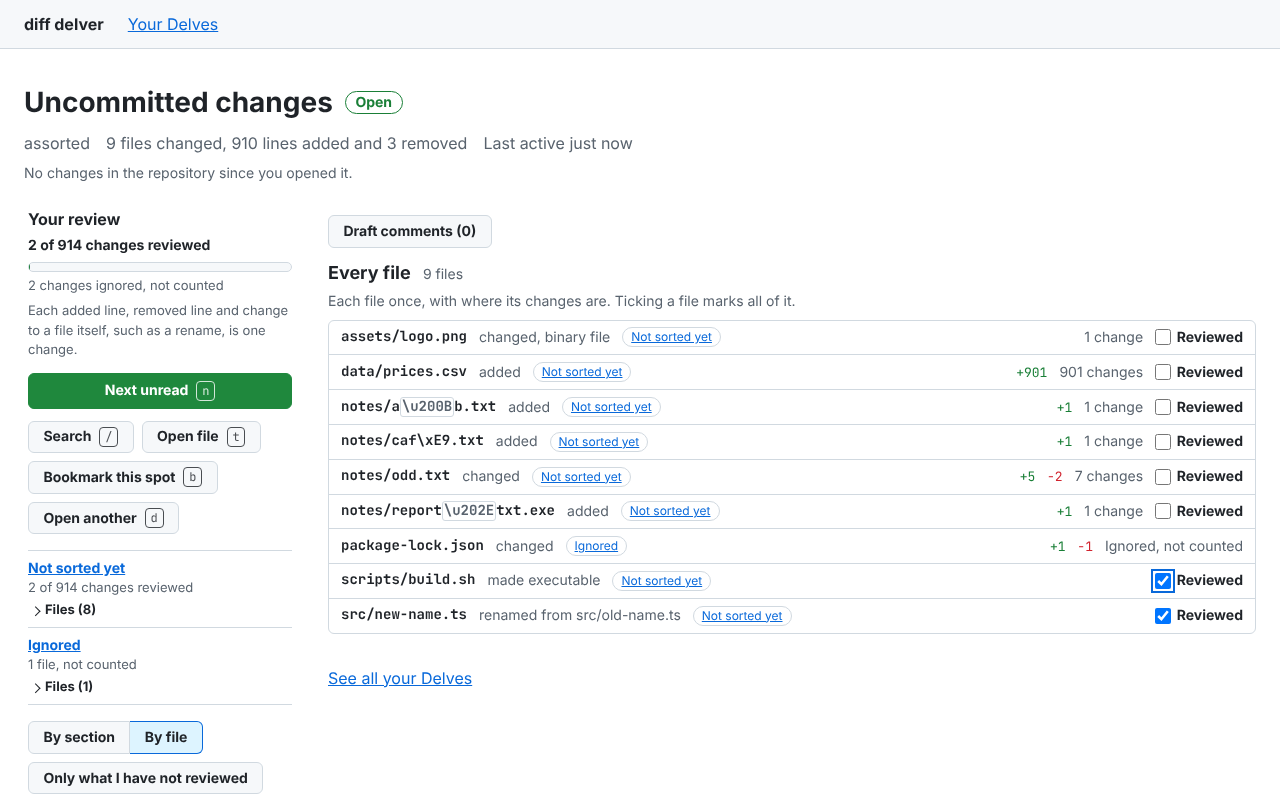 diff delver Your Delves
Uncommitted changes Open
assorted 9 files changed, 910 lines added and 3 removed Last active just now
No changes in the repository since you opened it.
Your review
2 of 914 changes reviewed
2 changes ignored, not counted
Each added line, removed line and change
to a file itself, such as a rename, is one
change.
Next unread n
Search / Open file t
Bookmark this spot b
Open another d
Not sorted yet
2 of 914 changes reviewed
Files (8)
Ignored
1 file, not counted
Files (1)
By section By file
Only what I have not reviewed
Draft comments (0)
Every file 9 files
Each file once, with where its changes are. Ticking a file marks all of it.
assets/logo.png changed, binary file Not sorted yet 1 change Reviewed
data/prices.csv added Not sorted yet +901 901 changes Reviewed
notes/a\u200Bb.txt added Not sorted yet +1 1 change Reviewed
notes/caf\xE9.txt added Not sorted yet +1 1 change Reviewed
notes/odd.txt changed Not sorted yet +5 -2 7 changes Reviewed
notes/report\u202Etxt.exe added Not sorted yet +1 1 change Reviewed
package-lock.json changed Ignored +1 -1 Ignored, not counted
scripts/build.sh made executable Not sorted yet Reviewed
src/new-name.ts renamed from src/old-name.ts Not sorted yet Reviewed
See all your Delves